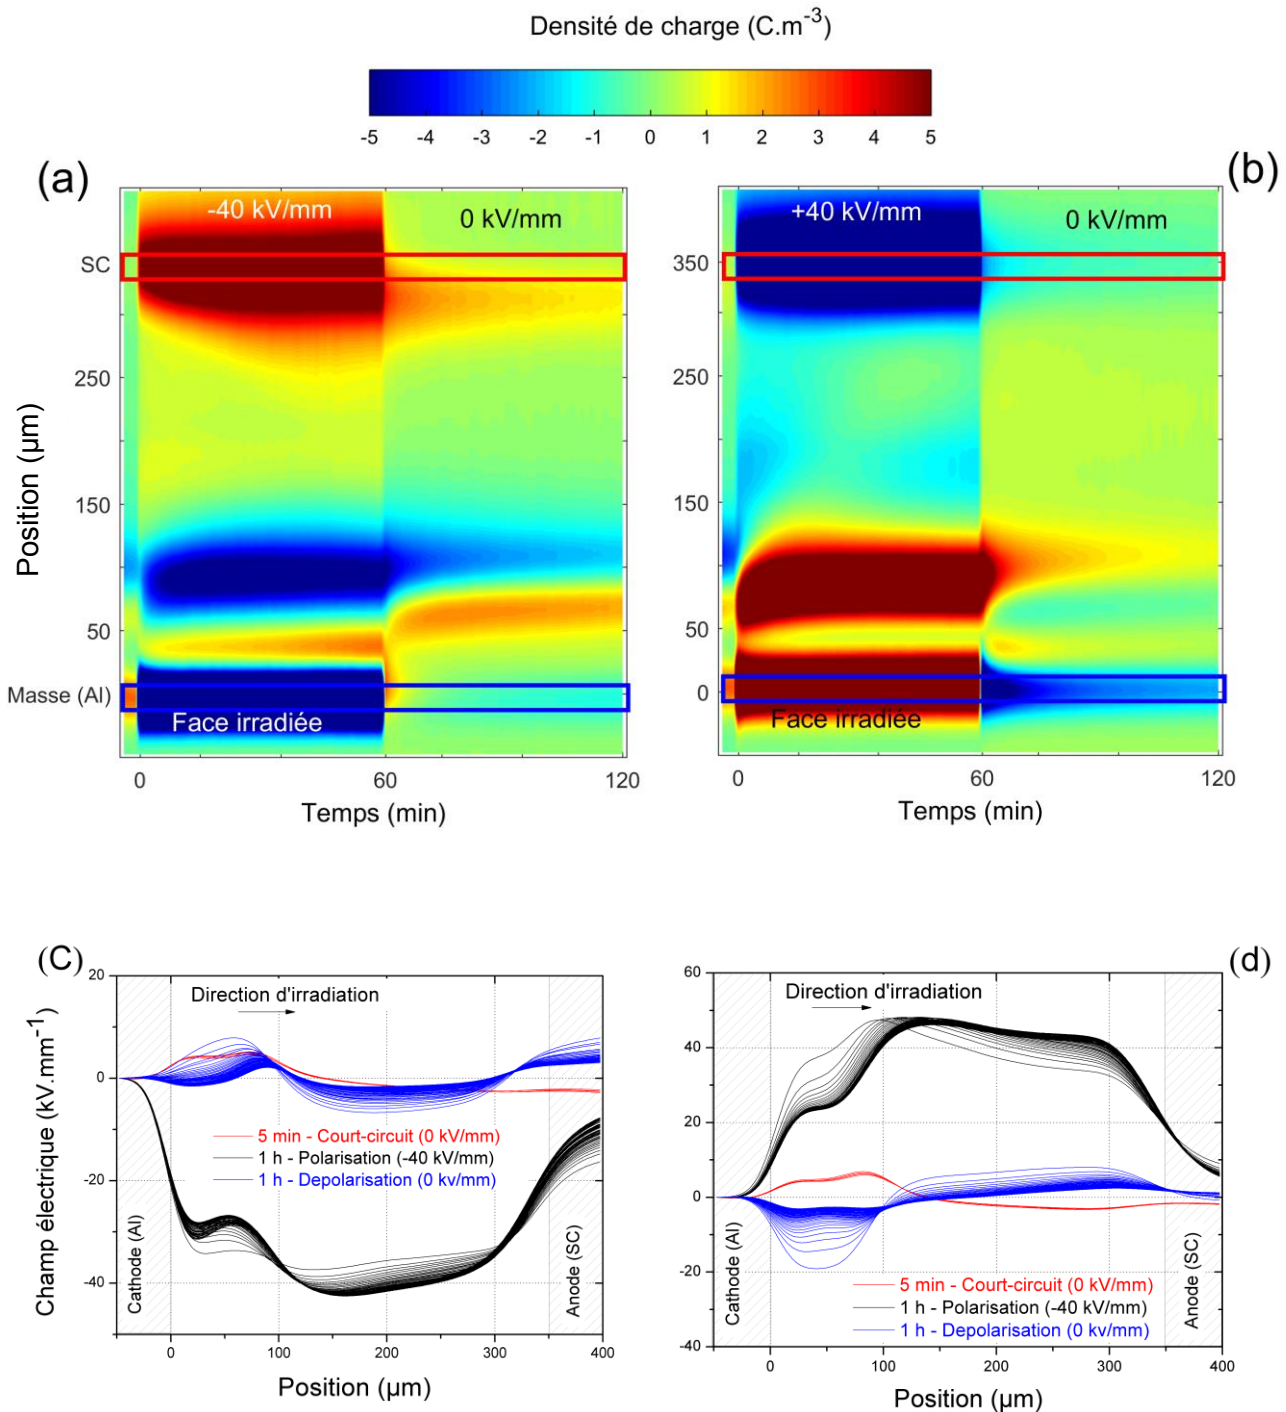 Densité de charge (C.m-3)
-5 -4 -3 -2 -1 0 1 2 3 4 5
(a)
(b)
-40 kV/mm
0 kV/mm
+40 kV/mm
0 kV/mm
SC
250
150
50
Masse (Al)
Position (µm)
Face irradiée
0 60 120
Temps (min)
350
250
150
50
0
Face irradiée
0 60 120
Temps (min)
(C)
20
0
-20
-40
Champ électrique (kV.mm-1)
Direction d'irradiation
5 min - Court-circuit (0 kV/mm)
1 h - Polarisation (-40 kV/mm)
1 h - Depolarisation (0 kv/mm)
Cathode (Al)
Anode (SC)
0 100 200 300 400
Position (µm)
(d)
60
40
20
0
-20
-40
Direction d'irradiation
5 min - Court-circuit (0 kV/mm)
1 h - Polarisation (-40 kV/mm)
1 h - Depolarisation (0 kv/mm)
Cathode (Al)
Anode (SC)
0 100 200 300 400
Position (µm)